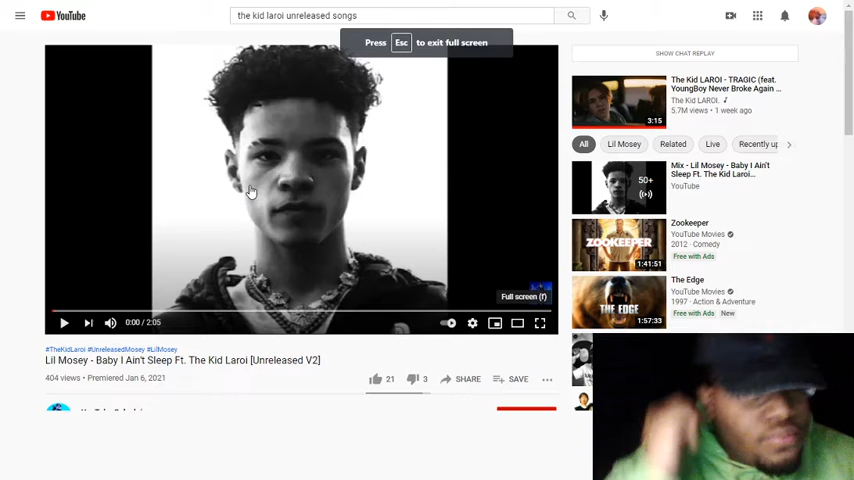 YouTube
the kid laroi unreleased songs
Press Esc to exit full screen
SHOW CHAT REPLAY
The Kid LAROI - TRAGIC (feat.
YoungBoy Never Broke Again ...
The Kid LAROI.
5.7M views • 1 week ago
3:15
All
Lil Mosey
Related
Live
Recently up
Mix - Lil Mosey - Baby I Ain't
Sleep Ft. The Kid Laroi...
YouTube
50+
Zookeeper
YouTube Movies
2012 • Comedy
Free with Ads
ZOOKEEPER
1:41:51
The Edge
YouTube Movies
1997 • Action & Adventure
Free with Ads
New
THE EDGE
1:57:33
Full screen (f)
0:00 / 2:05
#TheKidLaroi #UnreleasedMosey #LilMosey
Lil Mosey - Baby I Ain't Sleep Ft. The Kid Laroi [Unreleased V2]
404 views • Premiered Jan 6, 2021
21
3
SHARE
SAVE